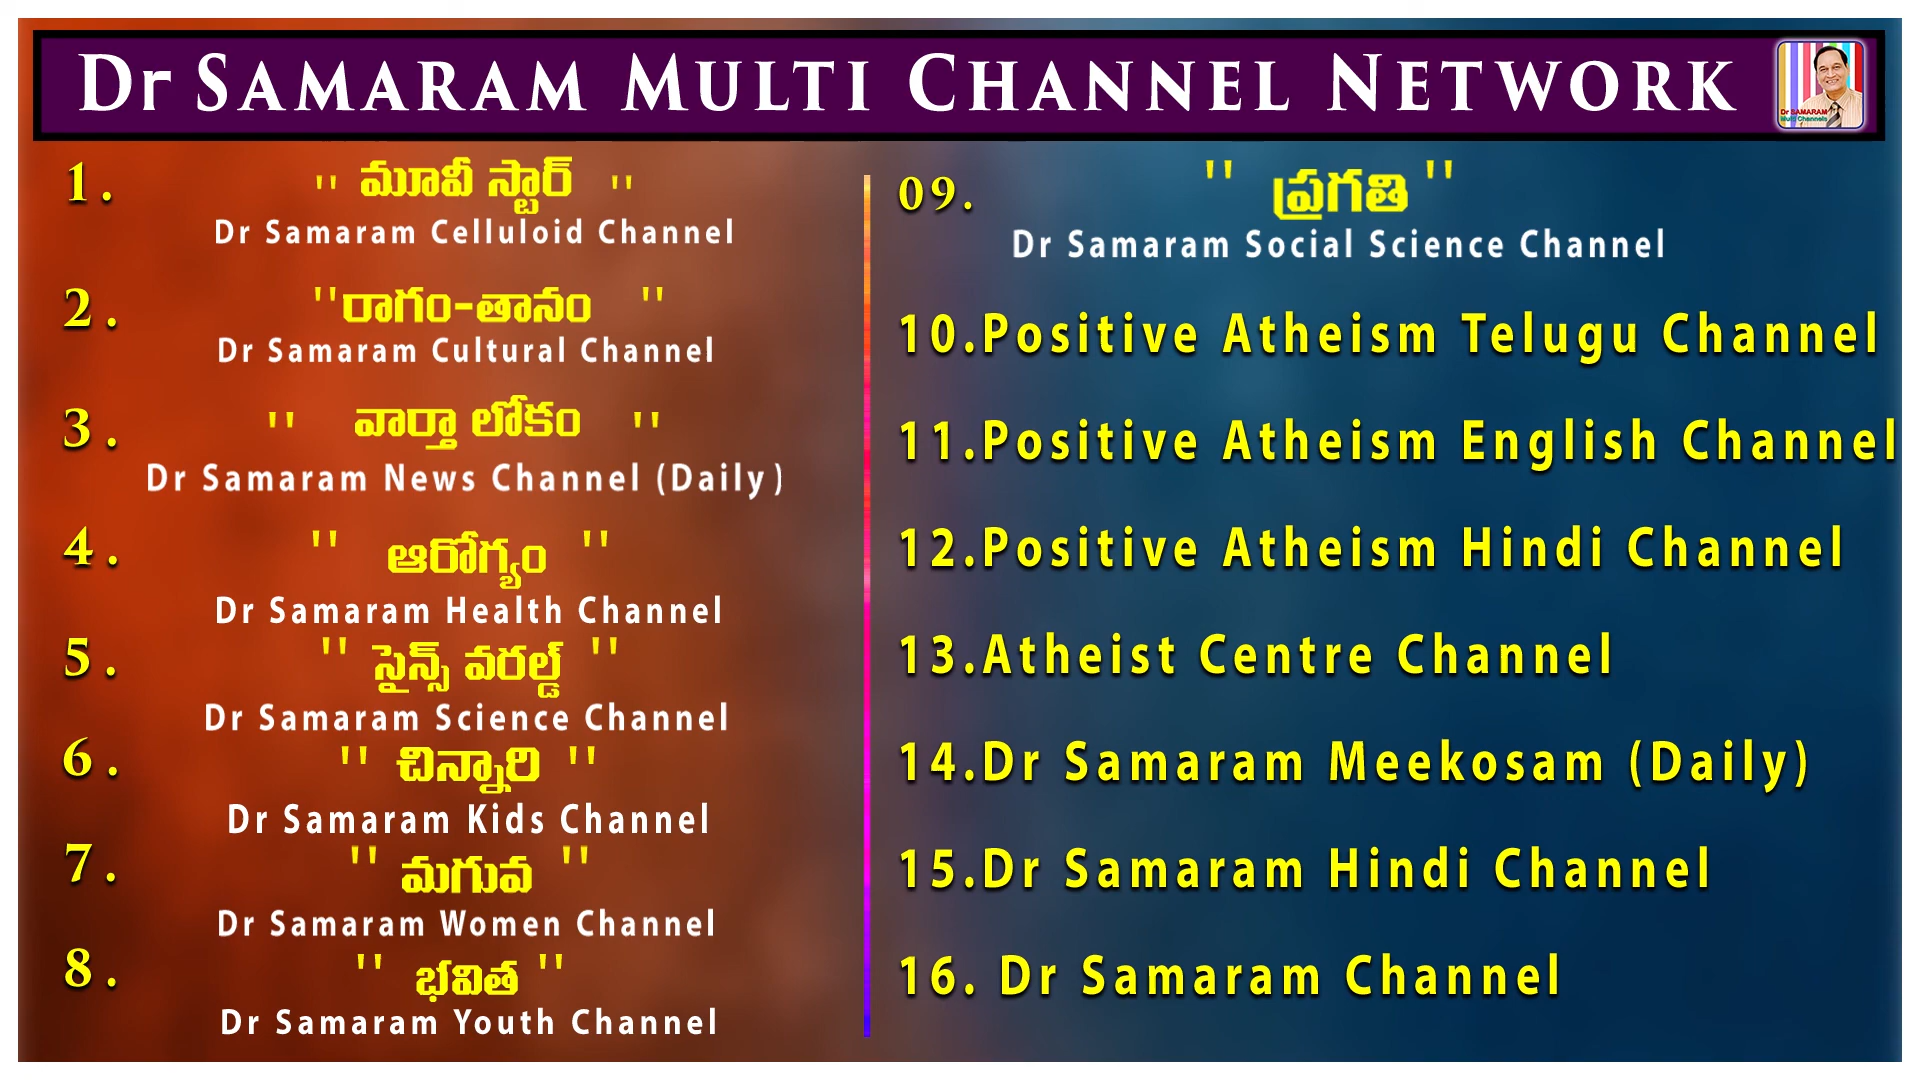 Dr SAMARAM MULTI CHANNEL NETWORK
Dr SAMARAM
Multi Channels
1. " మూవీ స్టార్ "
Dr Samaram Celluloid Channel
2. "రాగం-తానం "
Dr Samaram Cultural Channel
3. " వార్తా లోకం "
Dr Samaram News Channel (Daily)
4. " ఆరోగ్యం "
Dr Samaram Health Channel
5. " సైన్స్ వరల్డ్ "
Dr Samaram Science Channel
6. " చిన్నారి "
Dr Samaram Kids Channel
7. " మగువ "
Dr Samaram Women Channel
8. " భవిత "
Dr Samaram Youth Channel
09. " ప్రగతి "
Dr Samaram Social Science Channel
10.Positive Atheism Telugu Channel
11.Positive Atheism English Channel
12.Positive Atheism Hindi Channel
13.Atheist Centre Channel
14.Dr Samaram Meekosam (Daily)
15.Dr Samaram Hindi Channel
16. Dr Samaram Channel